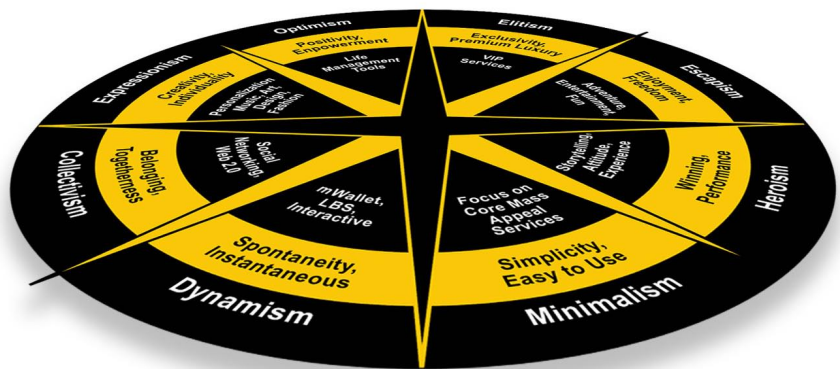 Optimism
Positivity,
Empowerment
Life
Management
Tools
Elitism
Exclusivity,
Premium Luxury
VIP
Services
Escapism
Enjoyment,
Freedom
Adventure,
Entertainment,
Fun
Heroism
Winning,
Performance
Storytelling,
Attitude,
Experience
Minimalism
Simplicity,
Easy to Use
Focus on
Core Mass
Appeal
Services
Dynamism
Spontaneity,
Instantaneous
mWallet,
LBS,
Interactive
Collectivism
Belonging,
Togetherness
Social
Networking,
Web 2.0
Expressionism
Creativity,
Individuality
Personalization
Music, Art,
Design,
Fashion